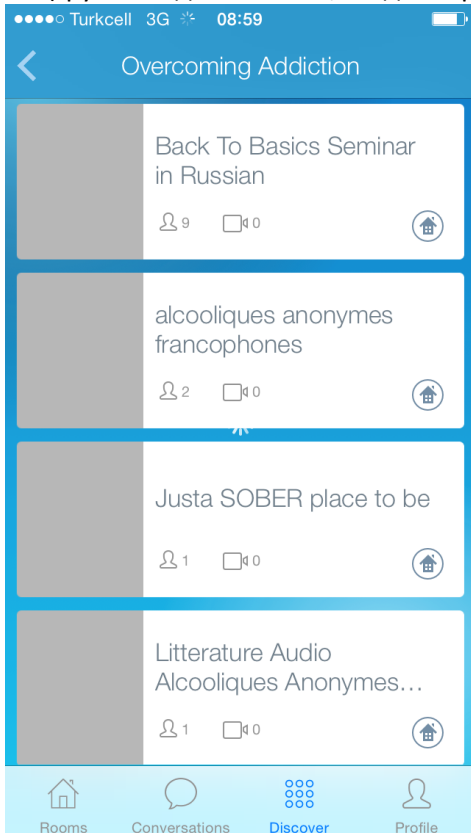 Turkcell 3G 08:59
Overcoming Addiction
Back To Basics Seminar
in Russian
9 0
alcooliques anonymes
francophones
2 0
Justa SOBER place to be
1 0
Litterature Audio
Alcooliques Anonymes...
1 0
Rooms Conversations Discover Profile